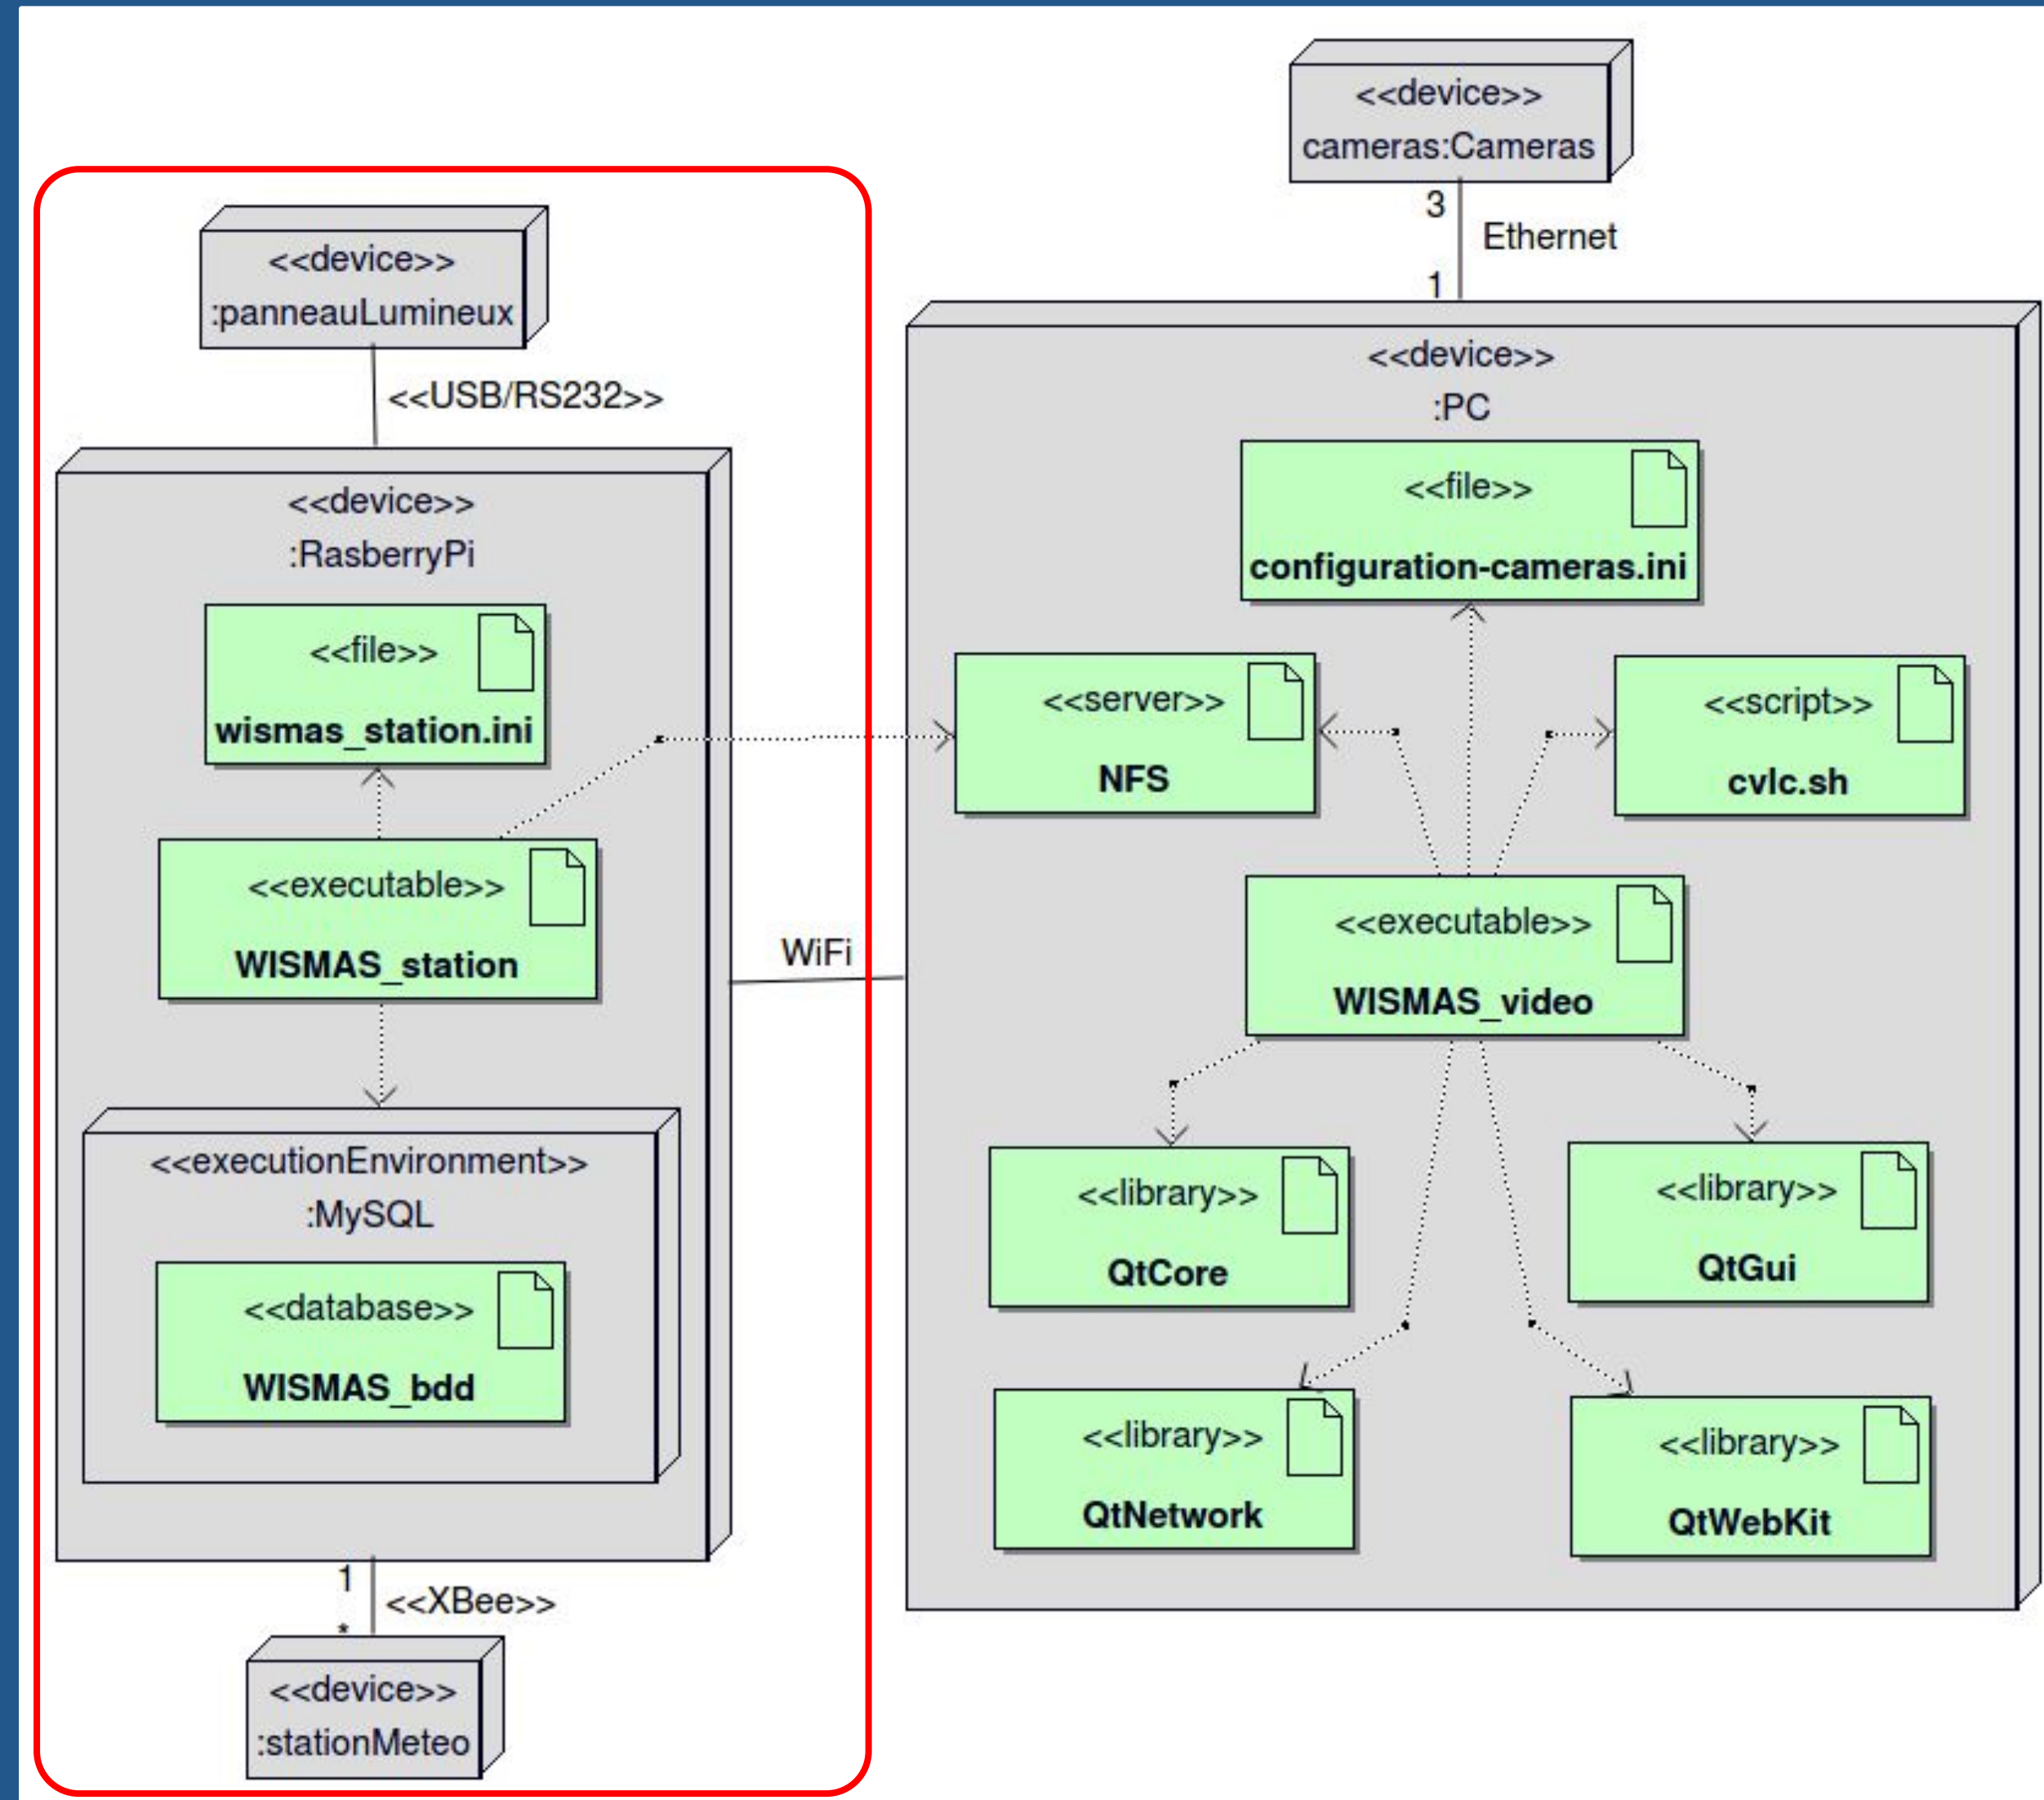 <<device>>
cameras:Cameras
3
Ethernet
1
<<device>>
:panneauLumineux
<<USB/RS232>>
<<device>>
:RasberryPi
<<file>>
wismas_station.ini
<<executable>>
WISMAS_station
<<executionEnvironment>>
:MySQL
<<database>>
WISMAS_bdd
1
<<XBee>>
*
<<device>>
:stationMeteo
WiFi
<<device>>
:PC
<<file>>
configuration-cameras.ini
<<server>>
NFS
<<script>>
cvlc.sh
<<executable>>
WISMAS_video
<<library>>
QtCore
<<library>>
QtGui
<<library>>
QtNetwork
<<library>>
QtWebKit